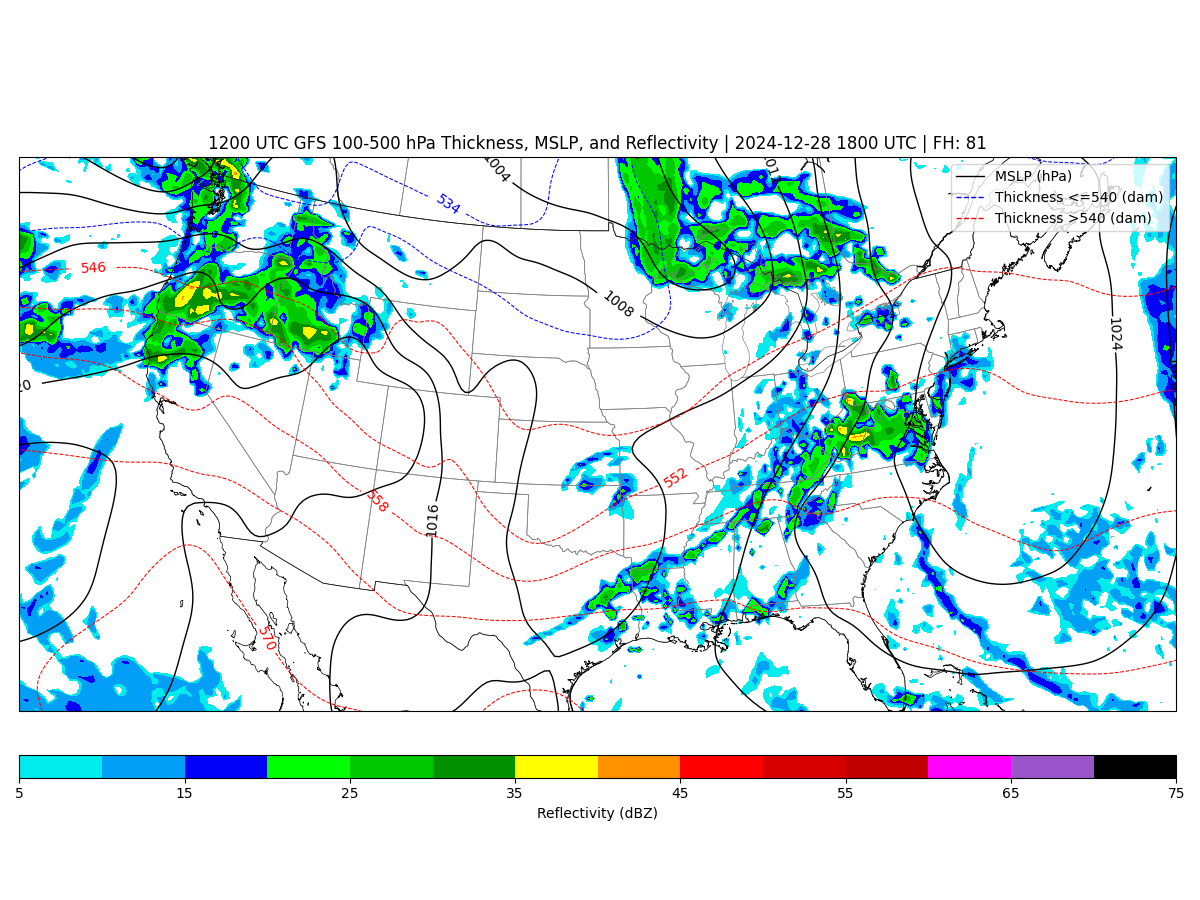 1200 UTC GFS 100-500 hPa Thickness, MSLP, and Reflectivity | 2024-12-28 1800 UTC | FH: 81
MSLP (hPa)
Thickness <=540 (dam)
Thickness >540 (dam)
1004
534
546
1008
1024
552
558
1016
570
5 15 25 35 45 55 65 75
Reflectivity (dBZ)